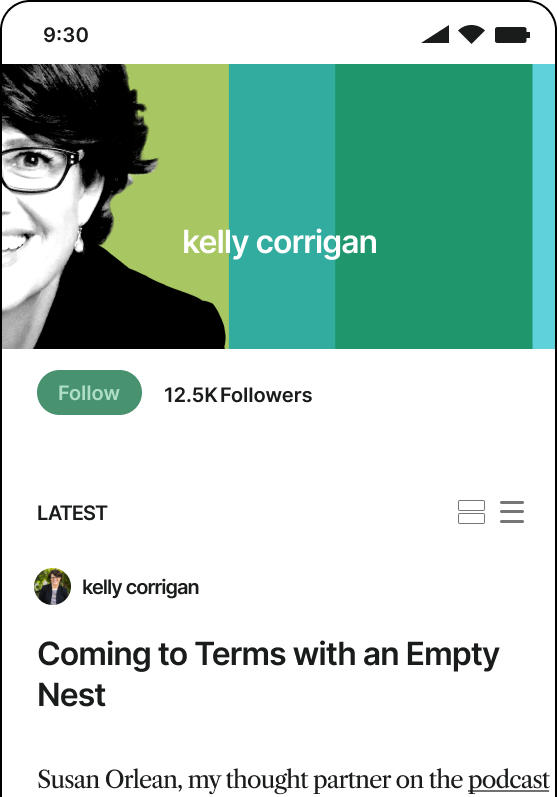 9:30
kelly corrigan
Follow
12.5K Followers
LATEST
kelly corrigan
Coming to Terms with an Empty
Nest
Susan Orlean, my thought partner on the podcast